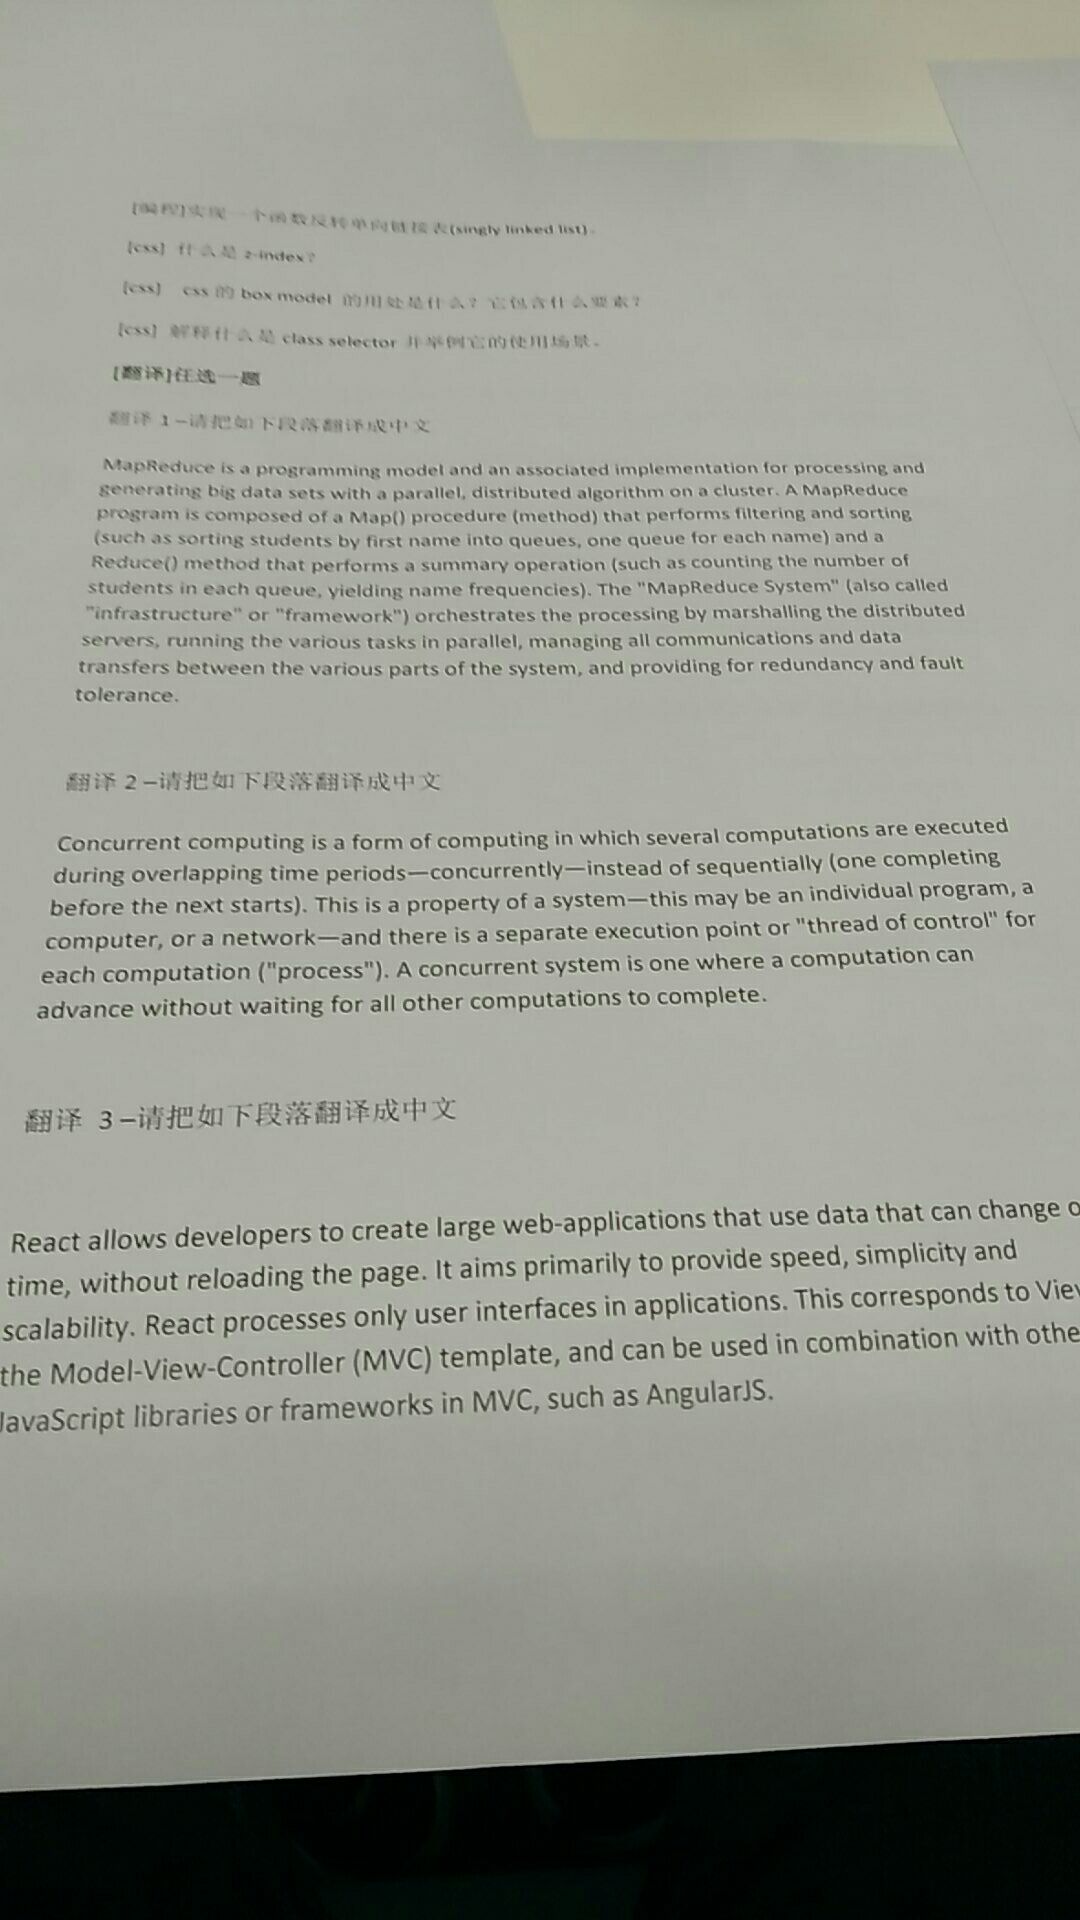 [编程]实现一个函数反转单向链接表(singly linked list).
[css] 什么是 z-index?
[css] css 的 box model 的用处是什么? 它包含什么要素?
[css] 解释什么是 class selector 并举例它的使用场景。
[翻译]任选一题
翻译 1 –请把如下段落翻译成中文
MapReduce is a programming model and an associated implementation for processing and
generating big data sets with a parallel, distributed algorithm on a cluster. A MapReduce
program is composed of a Map() procedure (method) that performs filtering and sorting
(such as sorting students by first name into queues, one queue for each name) and a
Reduce() method that performs a summary operation (such as counting the number of
students in each queue, yielding name frequencies). The "MapReduce System" (also called
"infrastructure" or "framework") orchestrates the processing by marshalling the distributed
servers, running the various tasks in parallel, managing all communications and data
transfers between the various parts of the system, and providing for redundancy and fault
tolerance.
翻译 2 –请把如下段落翻译成中文
Concurrent computing is a form of computing in which several computations are executed
during overlapping time periods—concurrently—instead of sequentially (one completing
before the next starts). This is a property of a system—this may be an individual program, a
computer, or a network—and there is a separate execution point or "thread of control" for
each computation ("process"). A concurrent system is one where a computation can
advance without waiting for all other computations to complete.
翻译 3 –请把如下段落翻译成中文
React allows developers to create large web-applications that use data that can change
time, without reloading the page. It aims primarily to provide speed, simplicity and
scalability. React processes only user interfaces in applications. This corresponds to
the Model-View-Controller (MVC) template, and can be used in combination with
JavaScript libraries or frameworks in MVC, such as AngularJS.